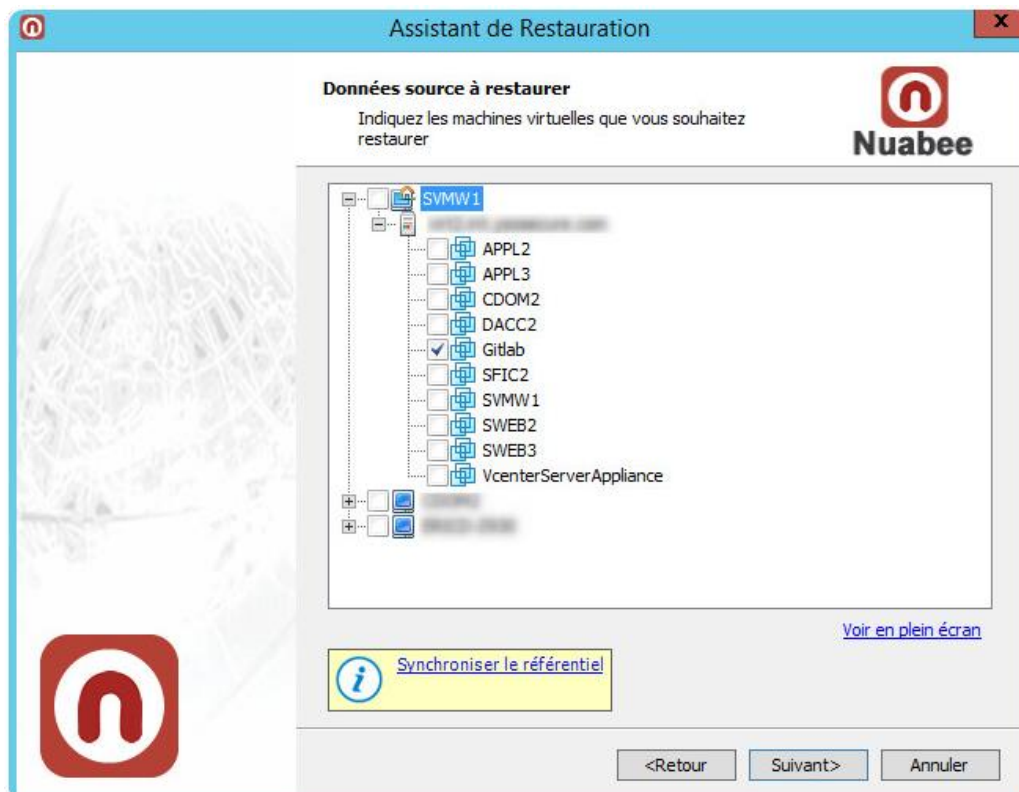 Assistant de Restauration
x
Données source à restaurer
Indiquez les machines virtuelles que vous souhaitez
restaurer
Nuabee
SVMW1
APPL2
APPL3
CDOM2
DACC2
Gitlab
SFIC2
SVMW1
SWEB2
SWEB3
VcenterServerAppliance
Voir en plein écran
Synchroniser le référentiel
<Retour
Suivant>
Annuler